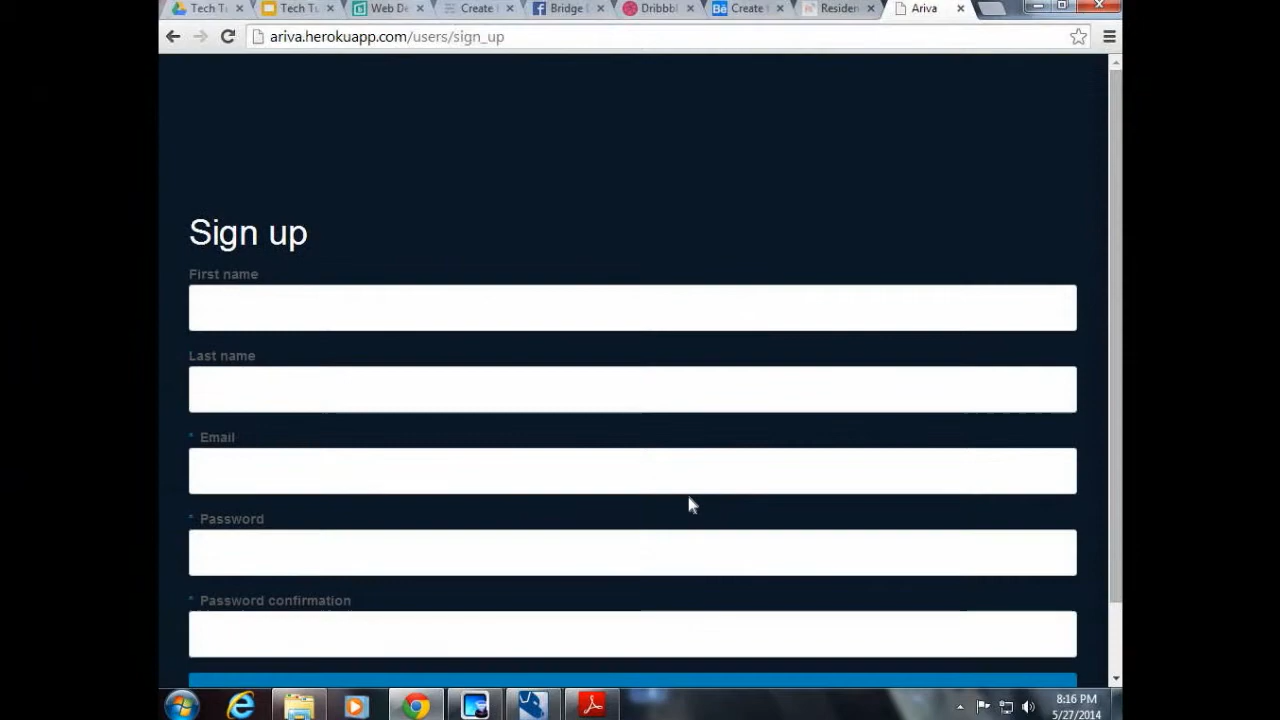 Tech Tu
Tech Tu
Web De
Create
Bridge
Dribbbl
Bē Create
Residen
Ariva
ariva.herokuapp.com/users/sign_up
Sign up
First name
Last name
* Email
* Password
* Password confirmation
8:16 PM
5/27/2014